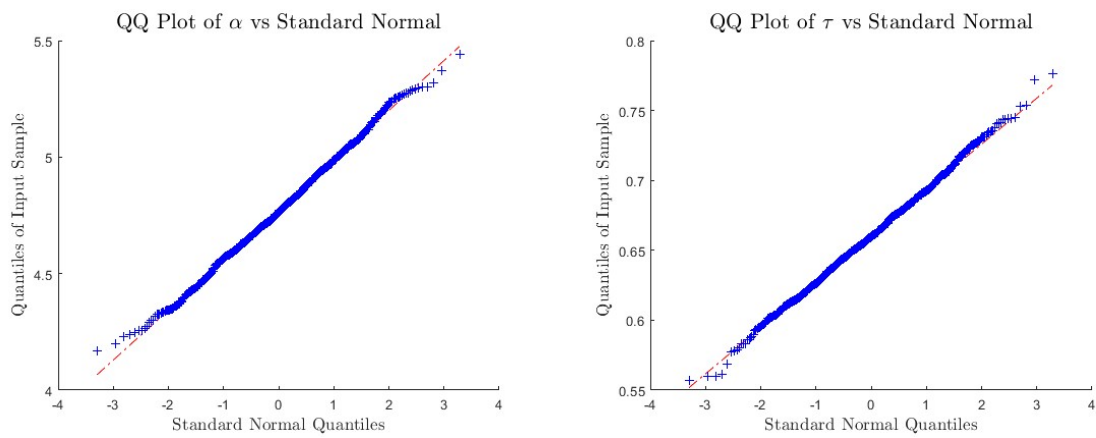 QQ Plot of α vs Standard Normal
5.5
5
4.5
4
-4 -3 -2 -1 0 1 2 3 4
Quantiles of Input Sample
Standard Normal Quantiles
QQ Plot of τ vs Standard Normal
0.8
0.75
0.7
0.65
0.6
0.55
-4 -3 -2 -1 0 1 2 3 4
Quantiles of Input Sample
Standard Normal Quantiles